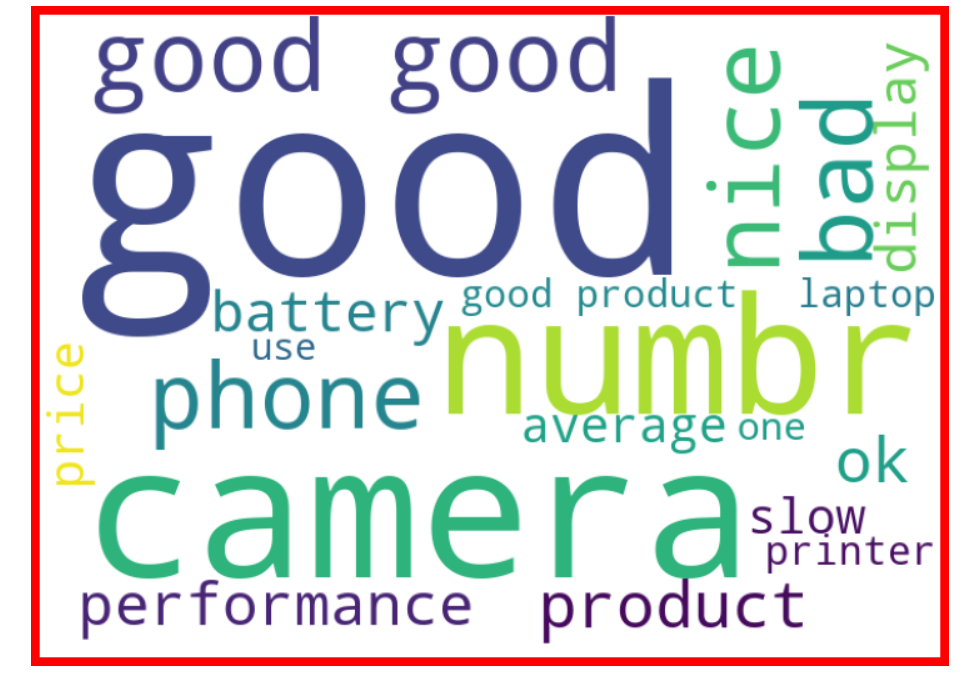 good good
good
nice
bad
display
battery
good product
laptop
use
numbr
price
phone
average
one
ok
camera
slow
printer
performance
product